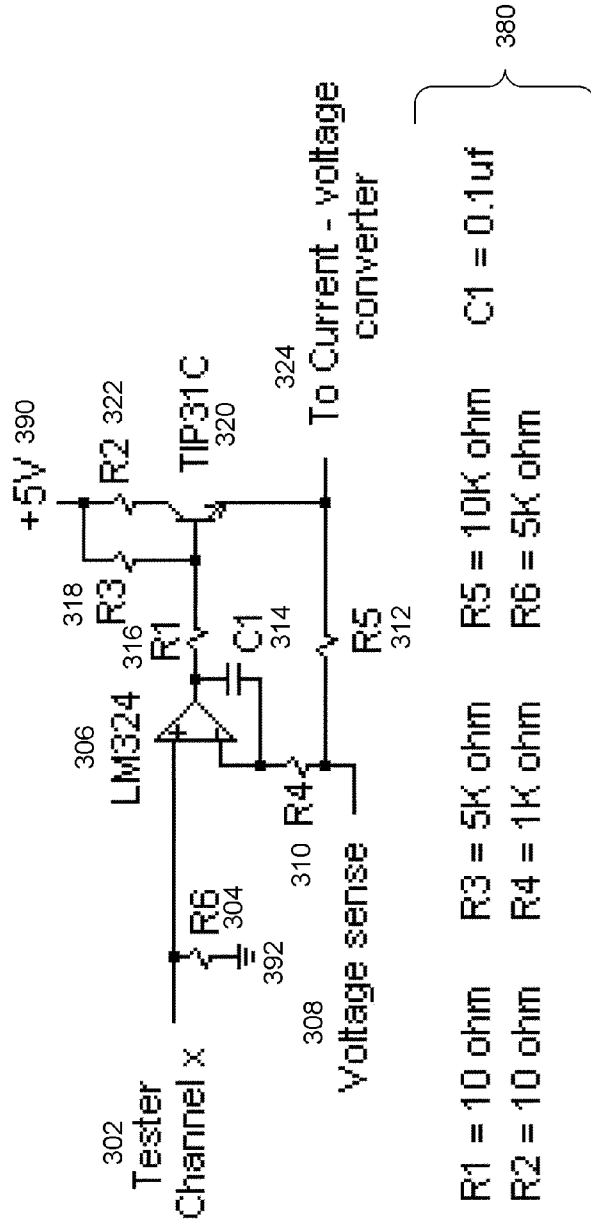 302
Tester
Channel x
R6
304
392
306
LM324
308
Voltage sense
310
R4
316
R1
C1
314
R5
312
318
R3
+5V 390
R2 322
TIP31C
320
324
To Current - voltage
converter
R1 = 10 ohm R3 = 5K ohm R5 = 10K ohm C1 = 0.1uf
R2 = 10 ohm R4 = 1K ohm R6 = 5K ohm
380